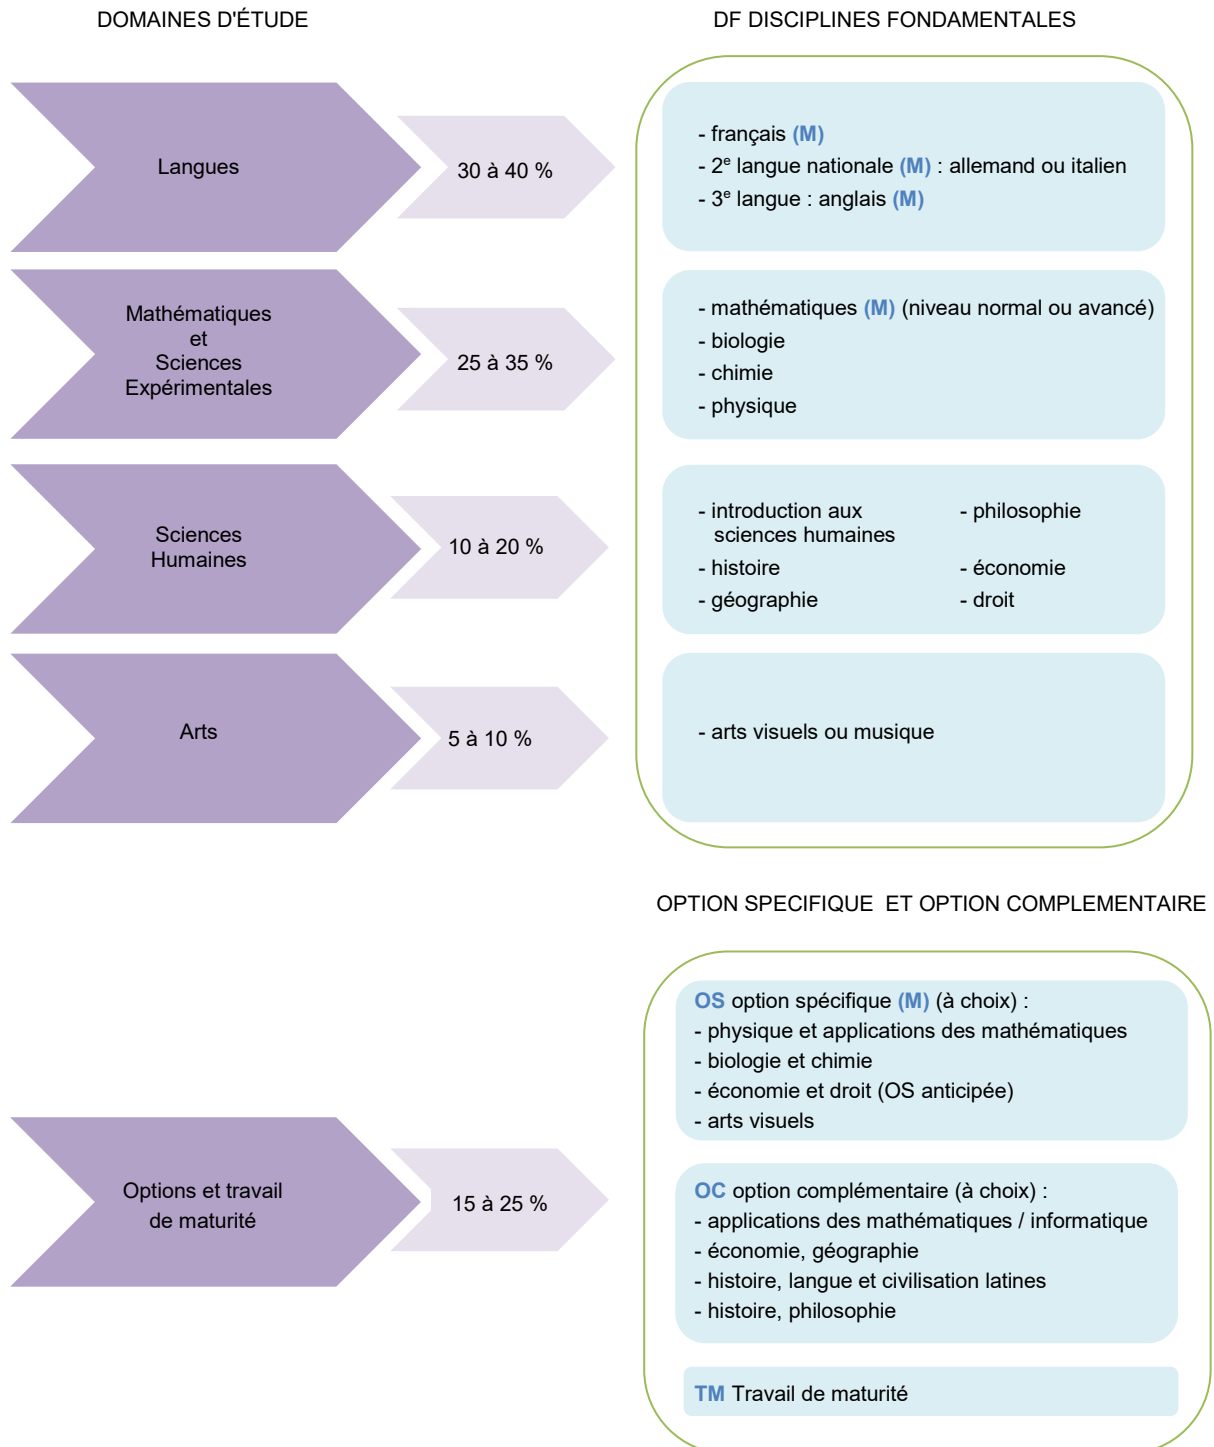 DOMAINES D'ÉTUDE
DF DISCIPLINES FONDAMENTALES
Langues
30 à 40 %
- français (M)
- 2e langue nationale (M) : allemand ou italien
- 3e langue : anglais (M)
Mathématiques
et
Sciences
Expérimentales
25 à 35 %
- mathématiques (M) (niveau normal ou avancé)
- biologie
- chimie
- physique
Sciences
Humaines
10 à 20 %
- introduction aux
sciences humaines
- histoire
- géographie
- philosophie
- économie
- droit
Arts
5 à 10 %
- arts visuels ou musique
OPTION SPECIFIQUE ET OPTION COMPLEMENTAIRE
Options et travail
de maturité
15 à 25 %
OS option spécifique (M) (à choix) :
- physique et applications des mathématiques
- biologie et chimie
- économie et droit (OS anticipée)
- arts visuels
OC option complémentaire (à choix) :
- applications des mathématiques / informatique
- économie, géographie
- histoire, langue et civilisation latines
- histoire, philosophie
TM Travail de maturité